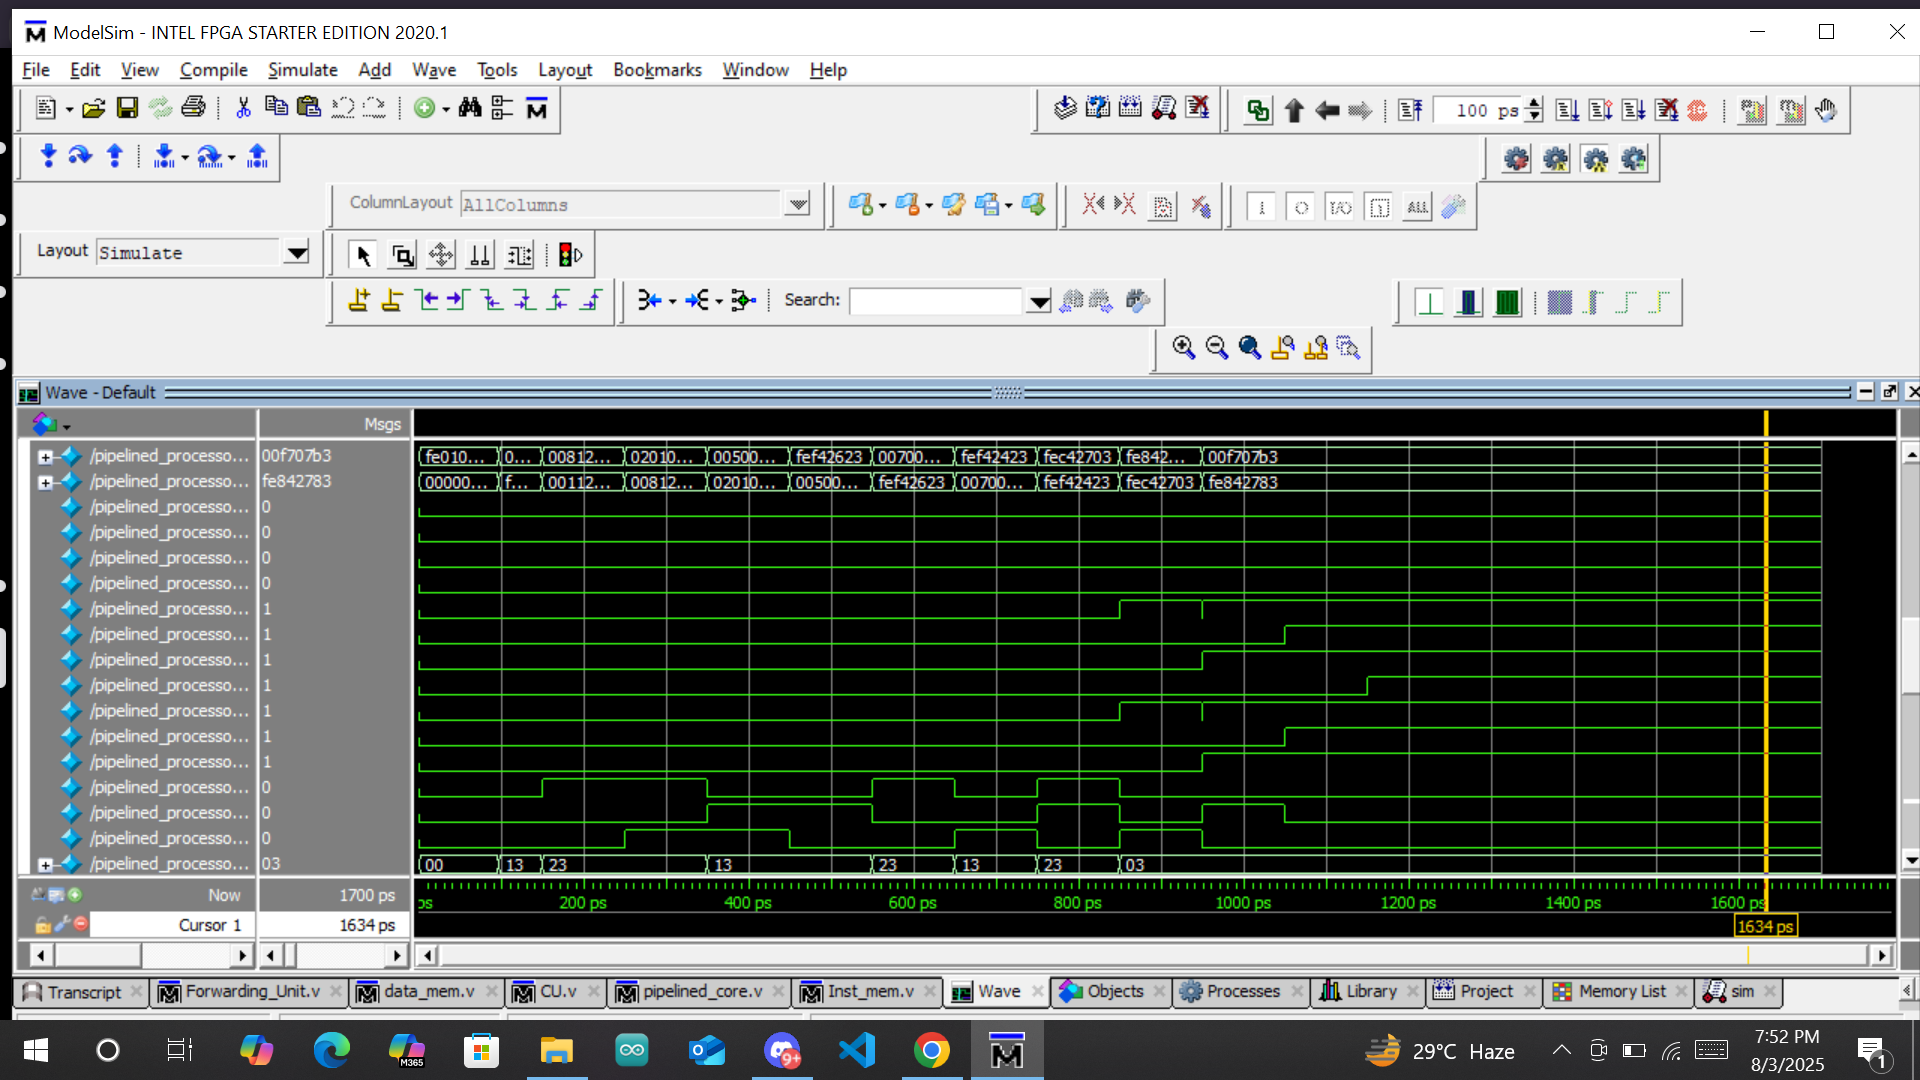 ModelSim - INTEL FPGA STARTER EDITION 2020.1
File Edit View Compile Simulate Add Wave Tools Layout Bookmarks Window Help
100 ps
ColumnLayout AllColumns
ALL
Layout Simulate
Search:
Wave - Default
Msgs
/pipelined_processo... 00f707b3 fe010... 0... 00812... 02010... 00500... fef42623 00700... fef42423 fec42703 fe842... 00f707b3
/pipelined_processo... fe842783 00000... f... 00112... 00812... 02010... 00500... fef42623 00700... fef42423 fec42703 fe842783
/pipelined_processo... 0
/pipelined_processo... 0
/pipelined_processo... 0
/pipelined_processo... 0
/pipelined_processo... 1
/pipelined_processo... 1
/pipelined_processo... 1
/pipelined_processo... 1
/pipelined_processo... 1
/pipelined_processo... 1
/pipelined_processo... 1
/pipelined_processo... 0
/pipelined_processo... 0
/pipelined_processo... 0
/pipelined_processo... 03 00 13 23 13 23 13 23 03
Now 1700 ps ps 200 ps 400 ps 600 ps 800 ps 1000 ps 1200 ps 1400 ps 1600 ps
Cursor 1 1634 ps 1634 ps
Transcript Forwarding_Unit.v data_mem.v CU.v pipelined_core.v Inst_mem.v Wave Objects Processes Library Project Memory List sim
M365 9+ 29°C Haze 7:52 PM
8/3/2025 1